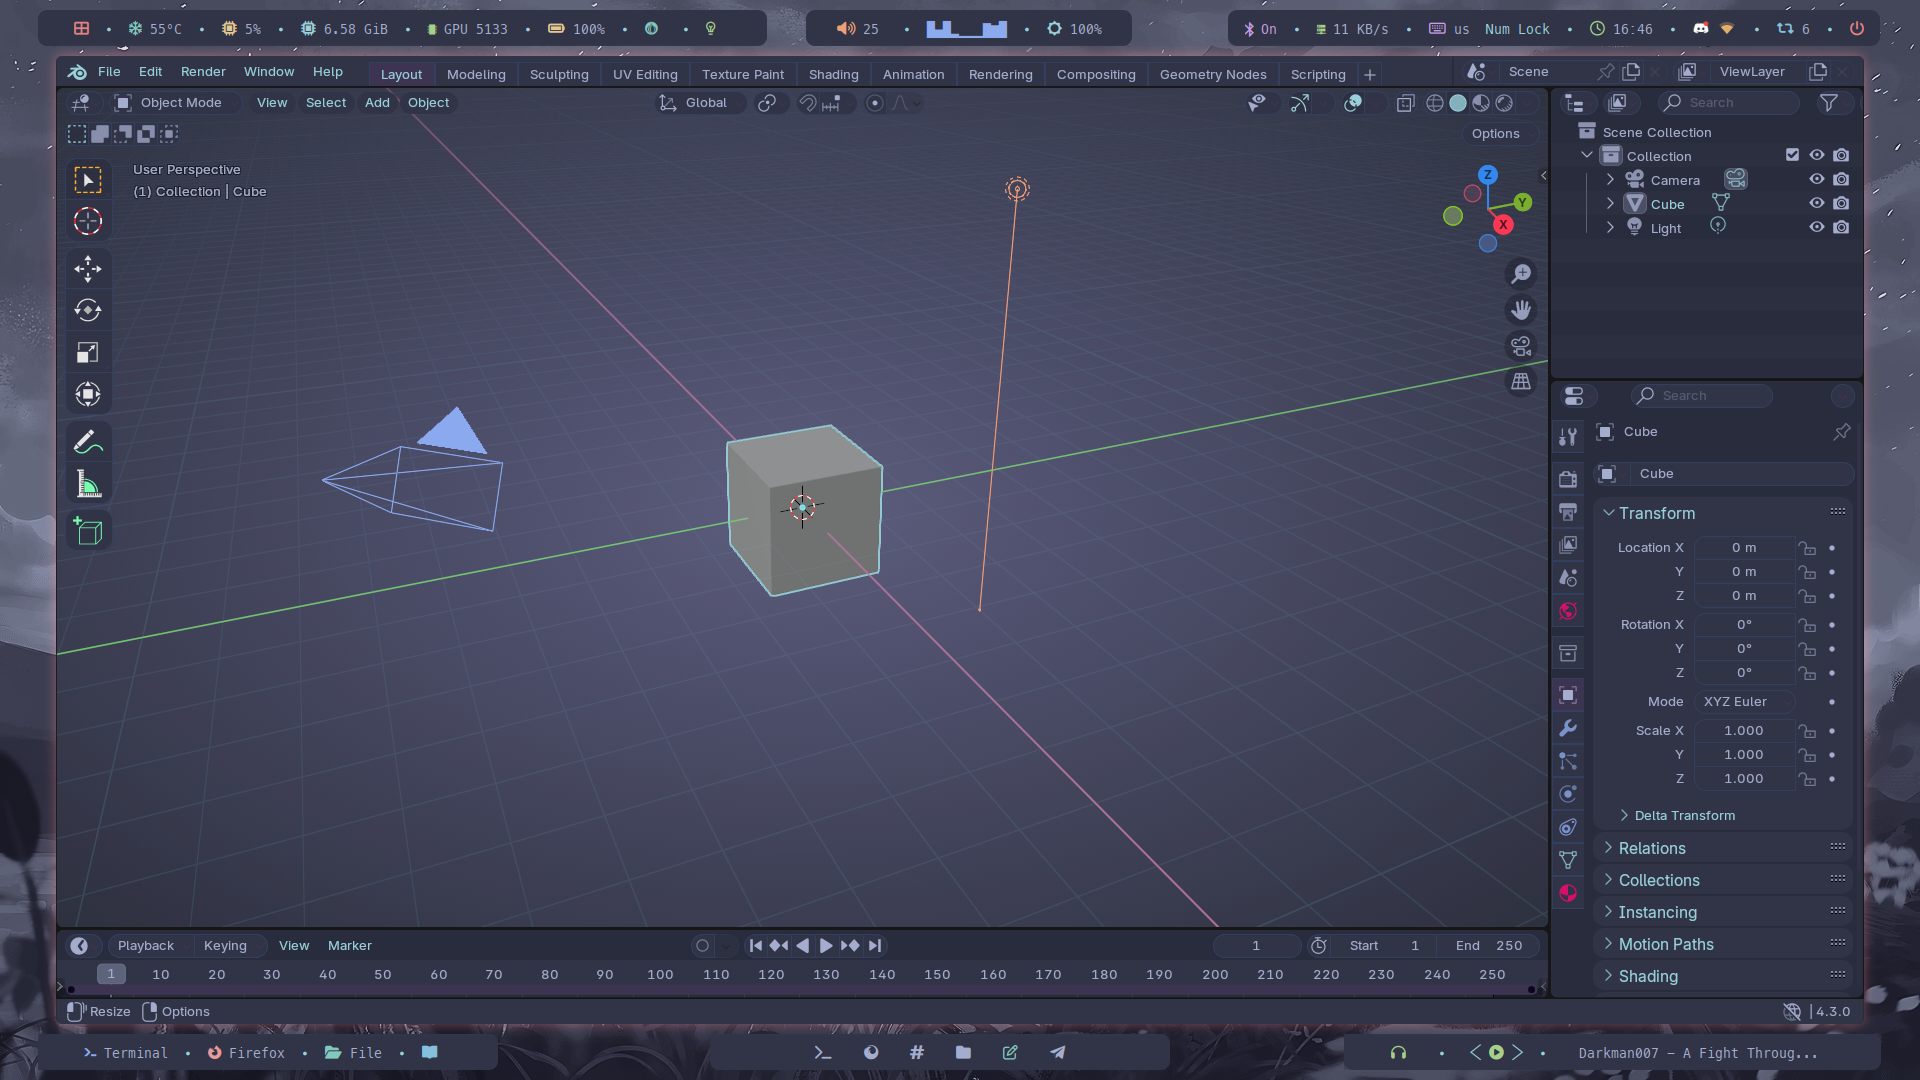 55°C 5% 6.58 GiB GPU 5133 100% 25 100% On 11 KB/s us Num Lock 16:46 6
File Edit Render Window Help Layout Modeling Sculpting UV Editing Texture Paint Shading Animation Rendering Compositing Geometry Nodes Scripting + Scene ViewLayer
Object Mode View Select Add Object Global Search
Options
User Perspective
(1) Collection | Cube
Z
Y
X
Scene Collection
Collection
Camera
Cube
Light
Search
Cube
Cube
Transform
Location X 0 m
Y 0 m
Z 0 m
Rotation X 0°
Y 0°
Z 0°
Mode XYZ Euler
Scale X 1.000
Y 1.000
Z 1.000
Delta Transform
Relations
Collections
Instancing
Motion Paths
Shading
Playback Keying View Marker 1 Start 1 End 250
1 10 20 30 40 50 60 70 80 90 100 110 120 130 140 150 160 170 180 190 200 210 220 230 240 250
Resize Options | 4.3.0
Terminal Firefox File Darkman007 – A Fight Throug...